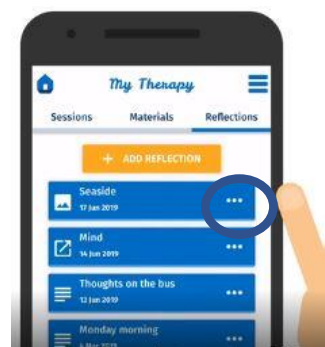 My Therapy
Sessions Materials Reflections
+ ADD REFLECTION
Seaside
17 Jan 2019
Mind
14 Jan 2019
Thoughts on the bus
12 Jan 2019
Monday morning